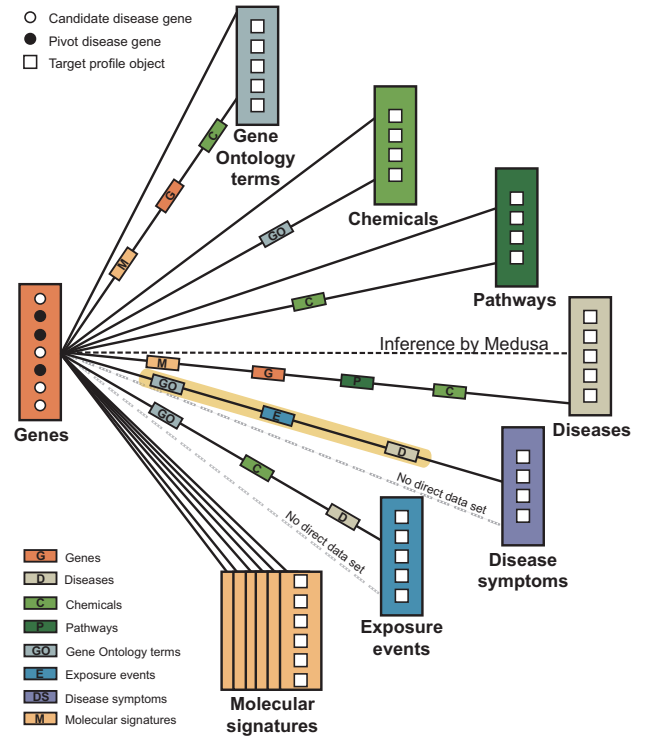 Candidate disease gene
Pivot disease gene
Target profile object
C
Gene
Ontology
terms
G
Chemicals
GO
M
Pathways
C
Inference by Medusa
M
G
P
C
Genes
Diseases
GO
GO
E
D
No direct data set
C
No direct data set
D
Disease
symptoms
Exposure
events
G Genes
D Diseases
C Chemicals
P Pathways
GO Gene Ontology terms
E Exposure events
DS Disease symptoms
M Molecular signatures
Molecular
signatures